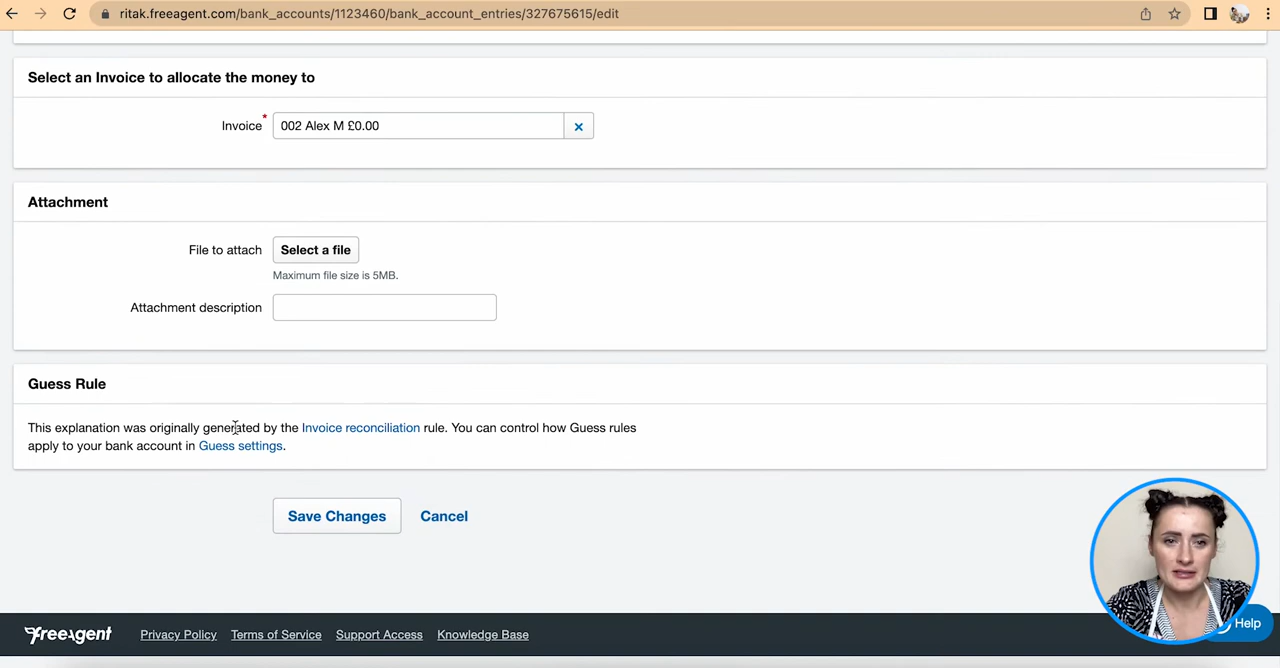 ritak.freeagent.com/bank_accounts/1123460/bank_account_entries/327675615/edit
Select an Invoice to allocate the money to
Invoice* 002 Alex M £0.00
Attachment
File to attach Select a file
Maximum file size is 5MB.
Attachment description
Guess Rule
This explanation was originally generated by the Invoice reconciliation rule. You can control how Guess rules
apply to your bank account in Guess settings.
Save Changes Cancel
freeagent Privacy Policy Terms of Service Support Access Knowledge Base Help